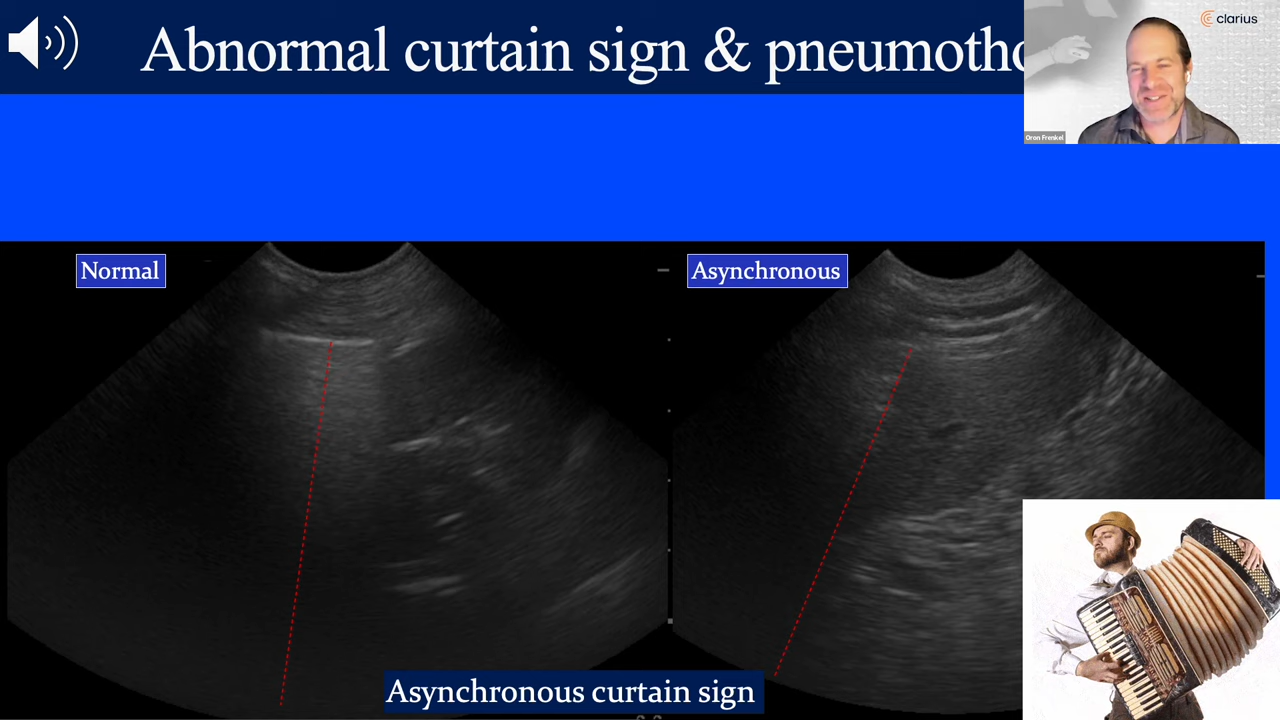 Abnormal curtain sign & pneumotho
clarius
Oron Frenkel
Normal
Asynchronous
Asynchronous curtain sign